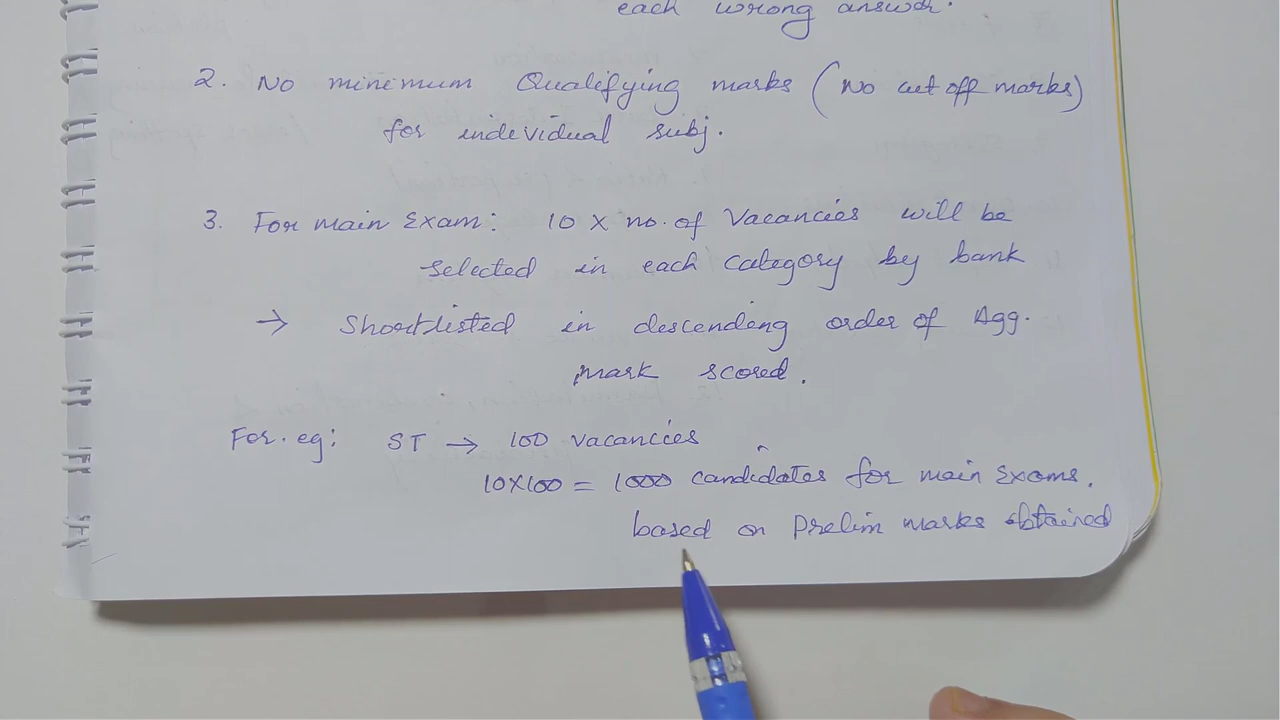 each wrong answer.
2. No minimum Qualifying marks (No cut off marks)
for individual subj.
3. For main Exam: 10 X no. of Vacancies will be
selected in each category by bank
→ Shortlisted in descending order of Agg.
mark scored.
For. eg: ST → 100 vacancies
10X100 = 1000 candidates for main Exams.
based on Prelim marks obtained